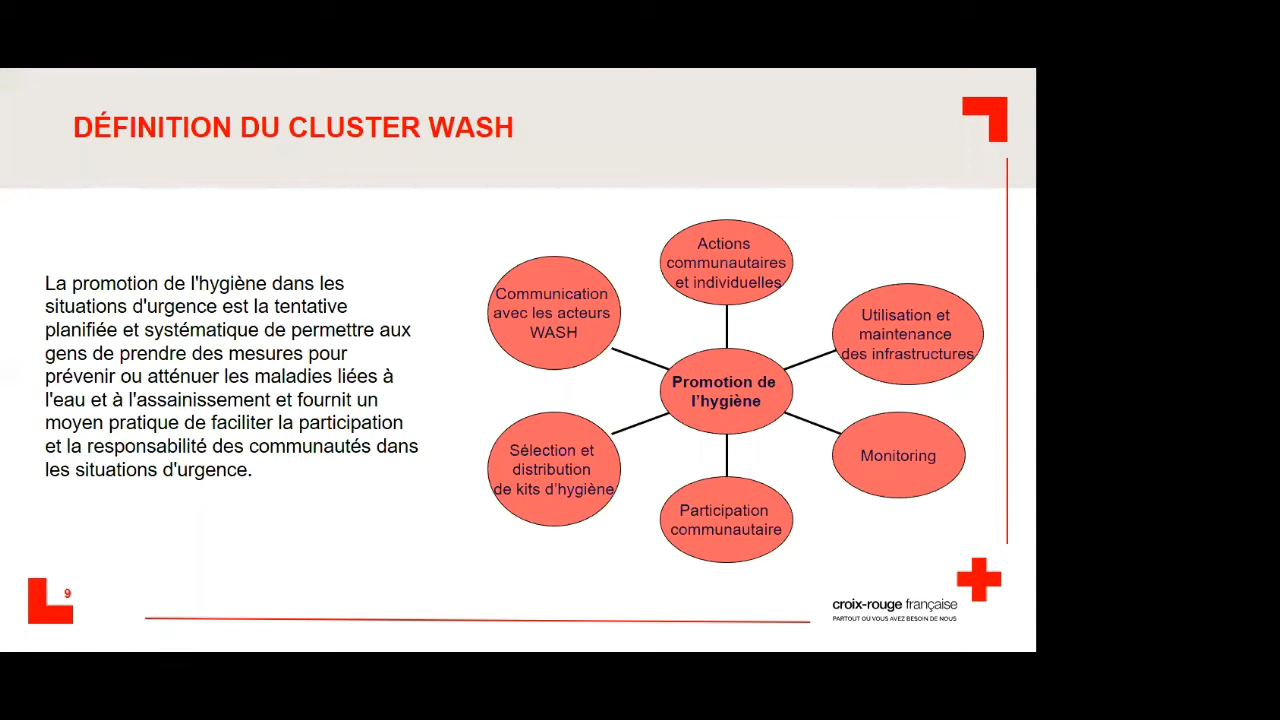 DÉFINITION DU CLUSTER WASH
La promotion de l'hygiène dans les
situations d'urgence est la tentative
planifiée et systématique de permettre aux
gens de prendre des mesures pour
prévenir ou atténuer les maladies liées à
l'eau et à l'assainissement et fournit un
moyen pratique de faciliter la participation
et la responsabilité des communautés dans
les situations d'urgence.
Actions
communautaires
et individuelles
Communication
avec les acteurs
WASH
Utilisation et
maintenance
des infrastructures
Promotion de
l'hygiène
Sélection et
distribution
de kits d'hygiène
Monitoring
Participation
communautaire
9
croix-rouge française
PARTOUT OÙ VOUS AVEZ BESOIN DE NOUS